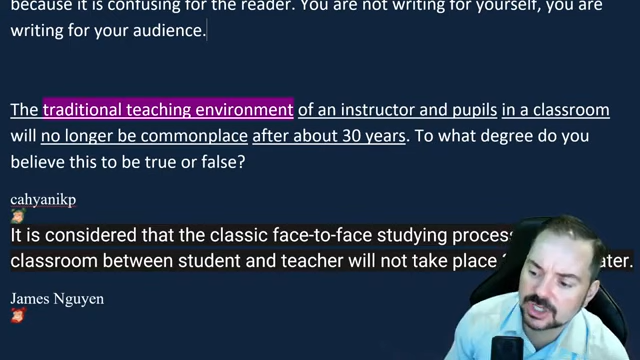 because it is confusing for the reader. You are not writing for yourself, you are
writing for your audience.
The traditional teaching environment of an instructor and pupils in a classroom
will no longer be commonplace after about 30 years. To what degree do you
believe this to be true or false?
cahyanikp
It is considered that the classic face-to-face studying process
classroom between student and teacher will not take place
James Nguyen